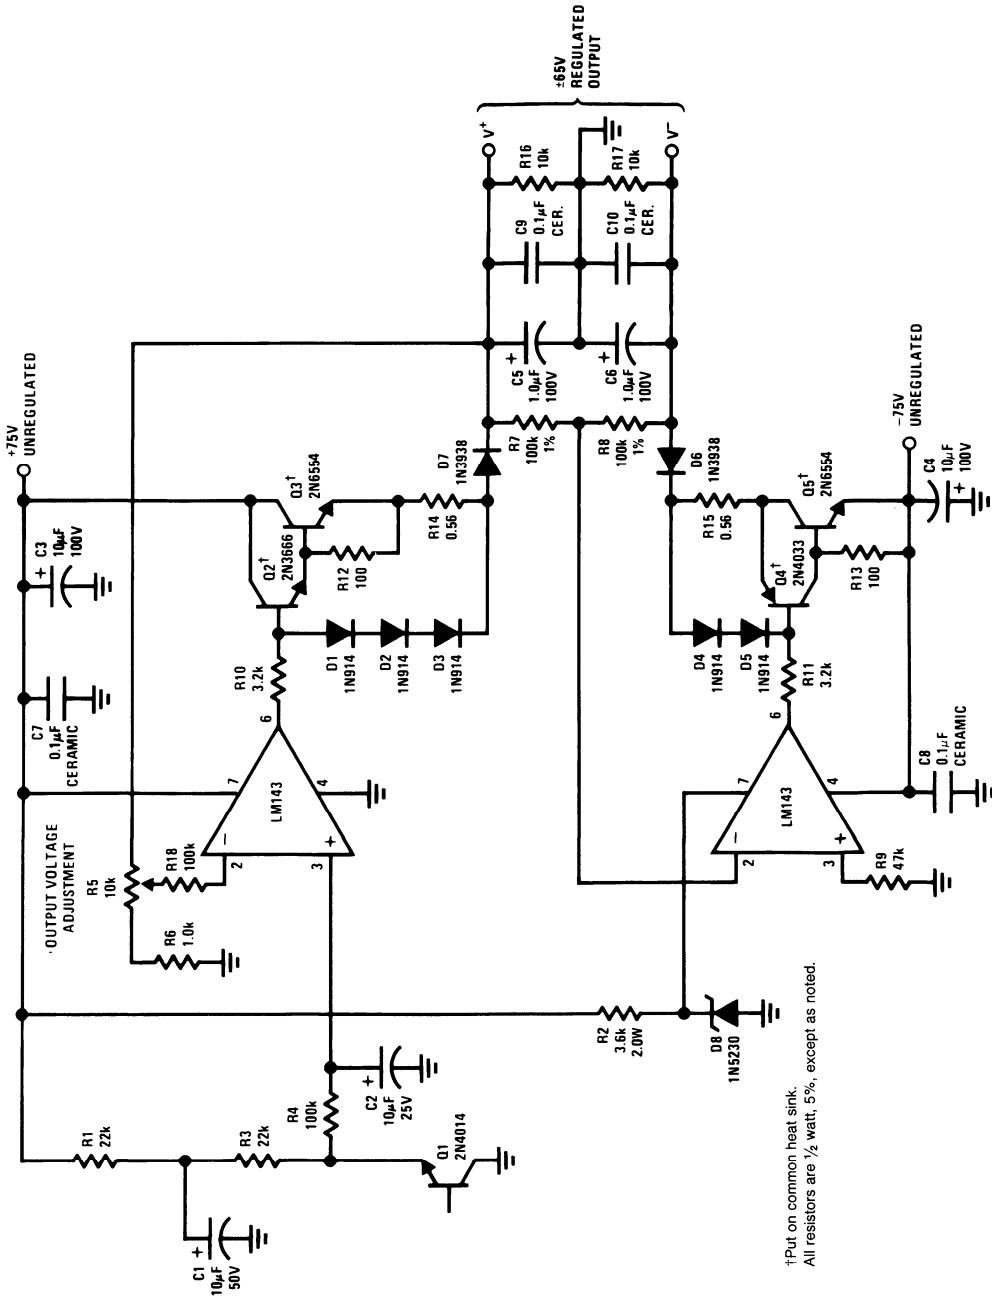 +75V
UNREGULATED
R1
22k
C1
+
10μF
50V
R3
22k
R4
100k
Q1
2N4014
C2
+
10μF
25V
OUTPUT VOLTAGE
ADJUSTMENT
R5
10k
R6
1.0k
R18
100k
C7
0.1μF
CERAMIC
C3
+
10μF
100V
2
3
−
+
LM143
7
4
6
R10
3.2k
Q2†
2N3666
Q3†
2N6554
R12
100
R14
0.56
D1
1N914
D2
1N914
D3
1N914
D7
1N3938
R7
100k
1%
R8
100k
1%
C5
+
1.0μF
100V
C6
+
1.0μF
100V
C9
0.1μF
CER.
C10
0.1μF
CER.
R16
10k
R17
10k
V+
V−
±65V
REGULATED
OUTPUT
D6
1N3938
R15
0.56
Q4†
2N4033
Q5†
2N6554
R13
100
D4
1N914
D5
1N914
R11
3.2k
2
3
−
+
LM143
7
4
6
R9
47k
R2
3.6k
2.0W
D8
1N5230
C8
0.1μF
CERAMIC
−75V
UNREGULATED
C4
10μF
100V
+
†Put on common heat sink.
All resistors are ½ watt, 5%, except as noted.